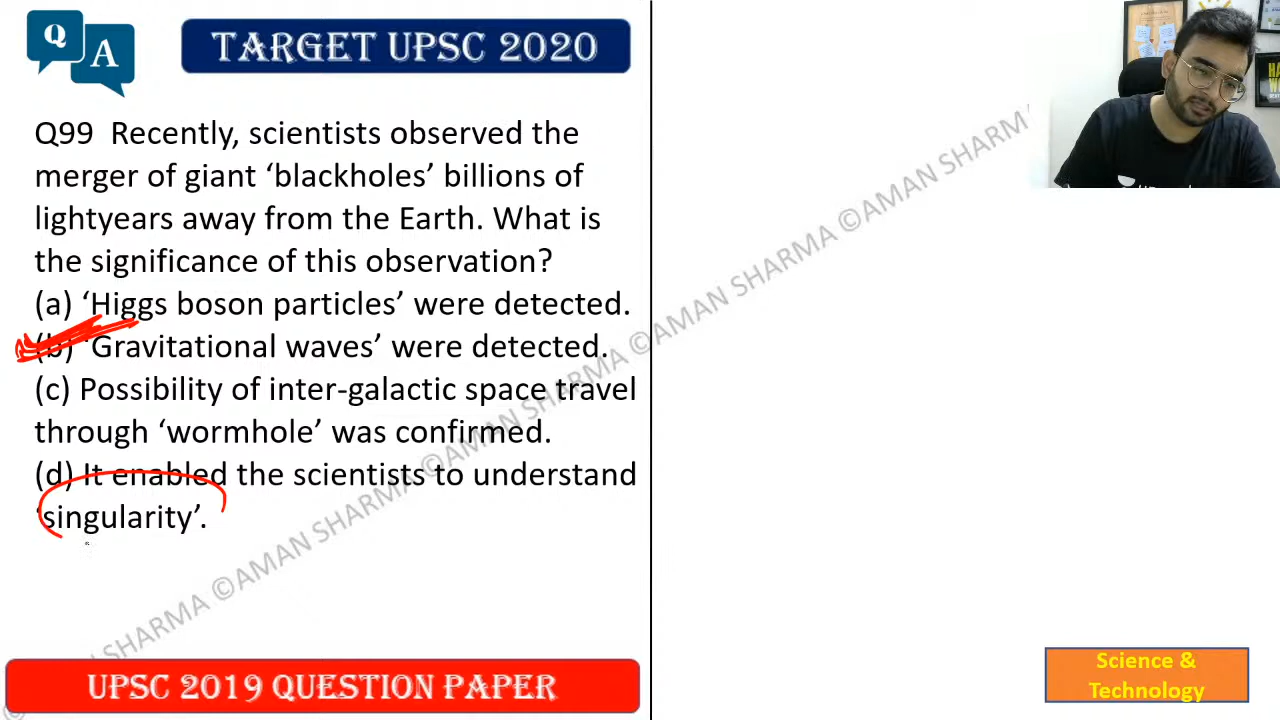 Q A
TARGET UPSC 2020
Q99 Recently, scientists observed the
merger of giant ‘blackholes’ billions of
lightyears away from the Earth. What is
the significance of this observation?
(a) ‘Higgs boson particles’ were detected.
(b) ‘Gravitational waves’ were detected.
(c) Possibility of inter-galactic space travel
through ‘wormhole’ was confirmed.
(d) It enabled the scientists to understand
‘singularity’.
SHARMA ©AMAN SHARMA ©AMAN SHARMA ©AMAN SHARMA ©AMAN SHARMA
UPSC 2019 QUESTION PAPER
Science &
Technology